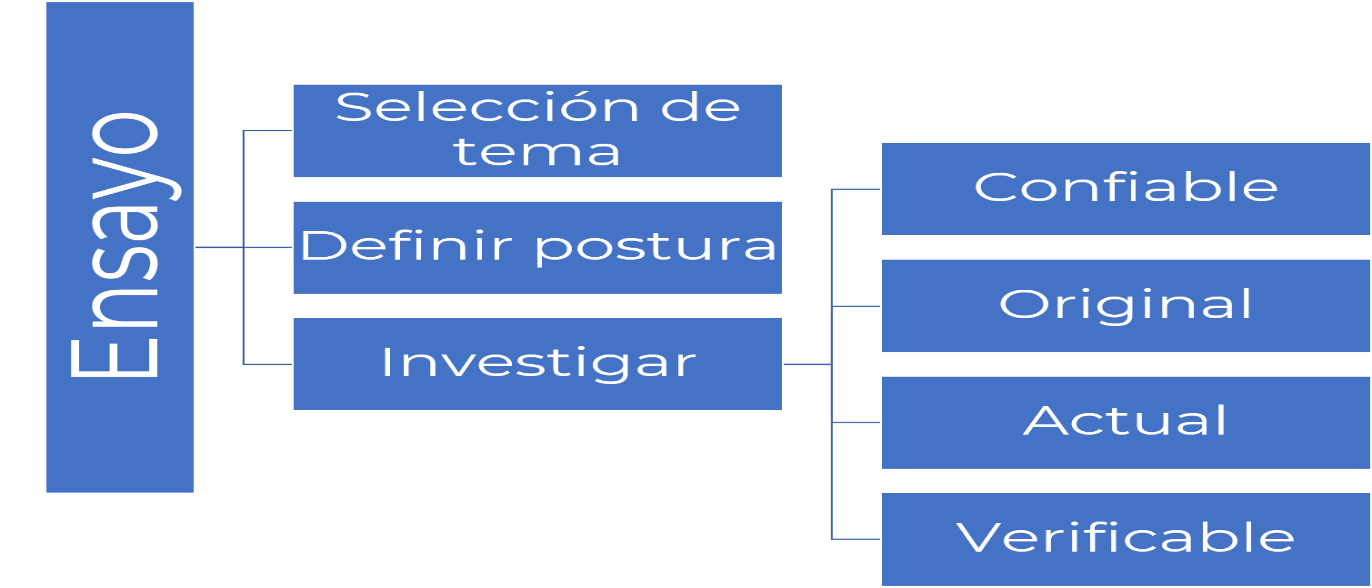 Ensayo
Selección de
tema
Definir postura
Investigar
Confiable
Original
Actual
Verificable